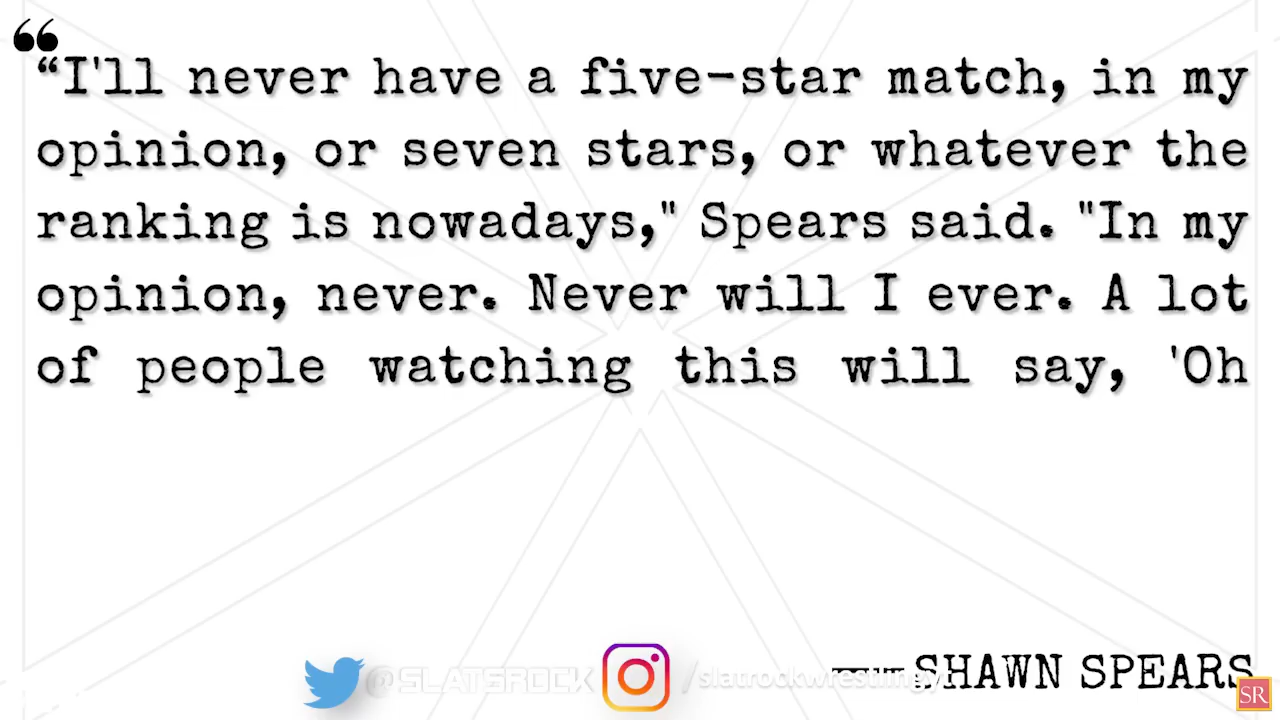 “I'll never have a five-star match, in my
opinion, or seven stars, or whatever the
ranking is nowadays," Spears said. "In my
opinion, never. Never will I ever. A lot
of people watching this will say, 'Oh
@SLATSROCK /slatrockwrestlingyt
SHAWN SPEARS
SR